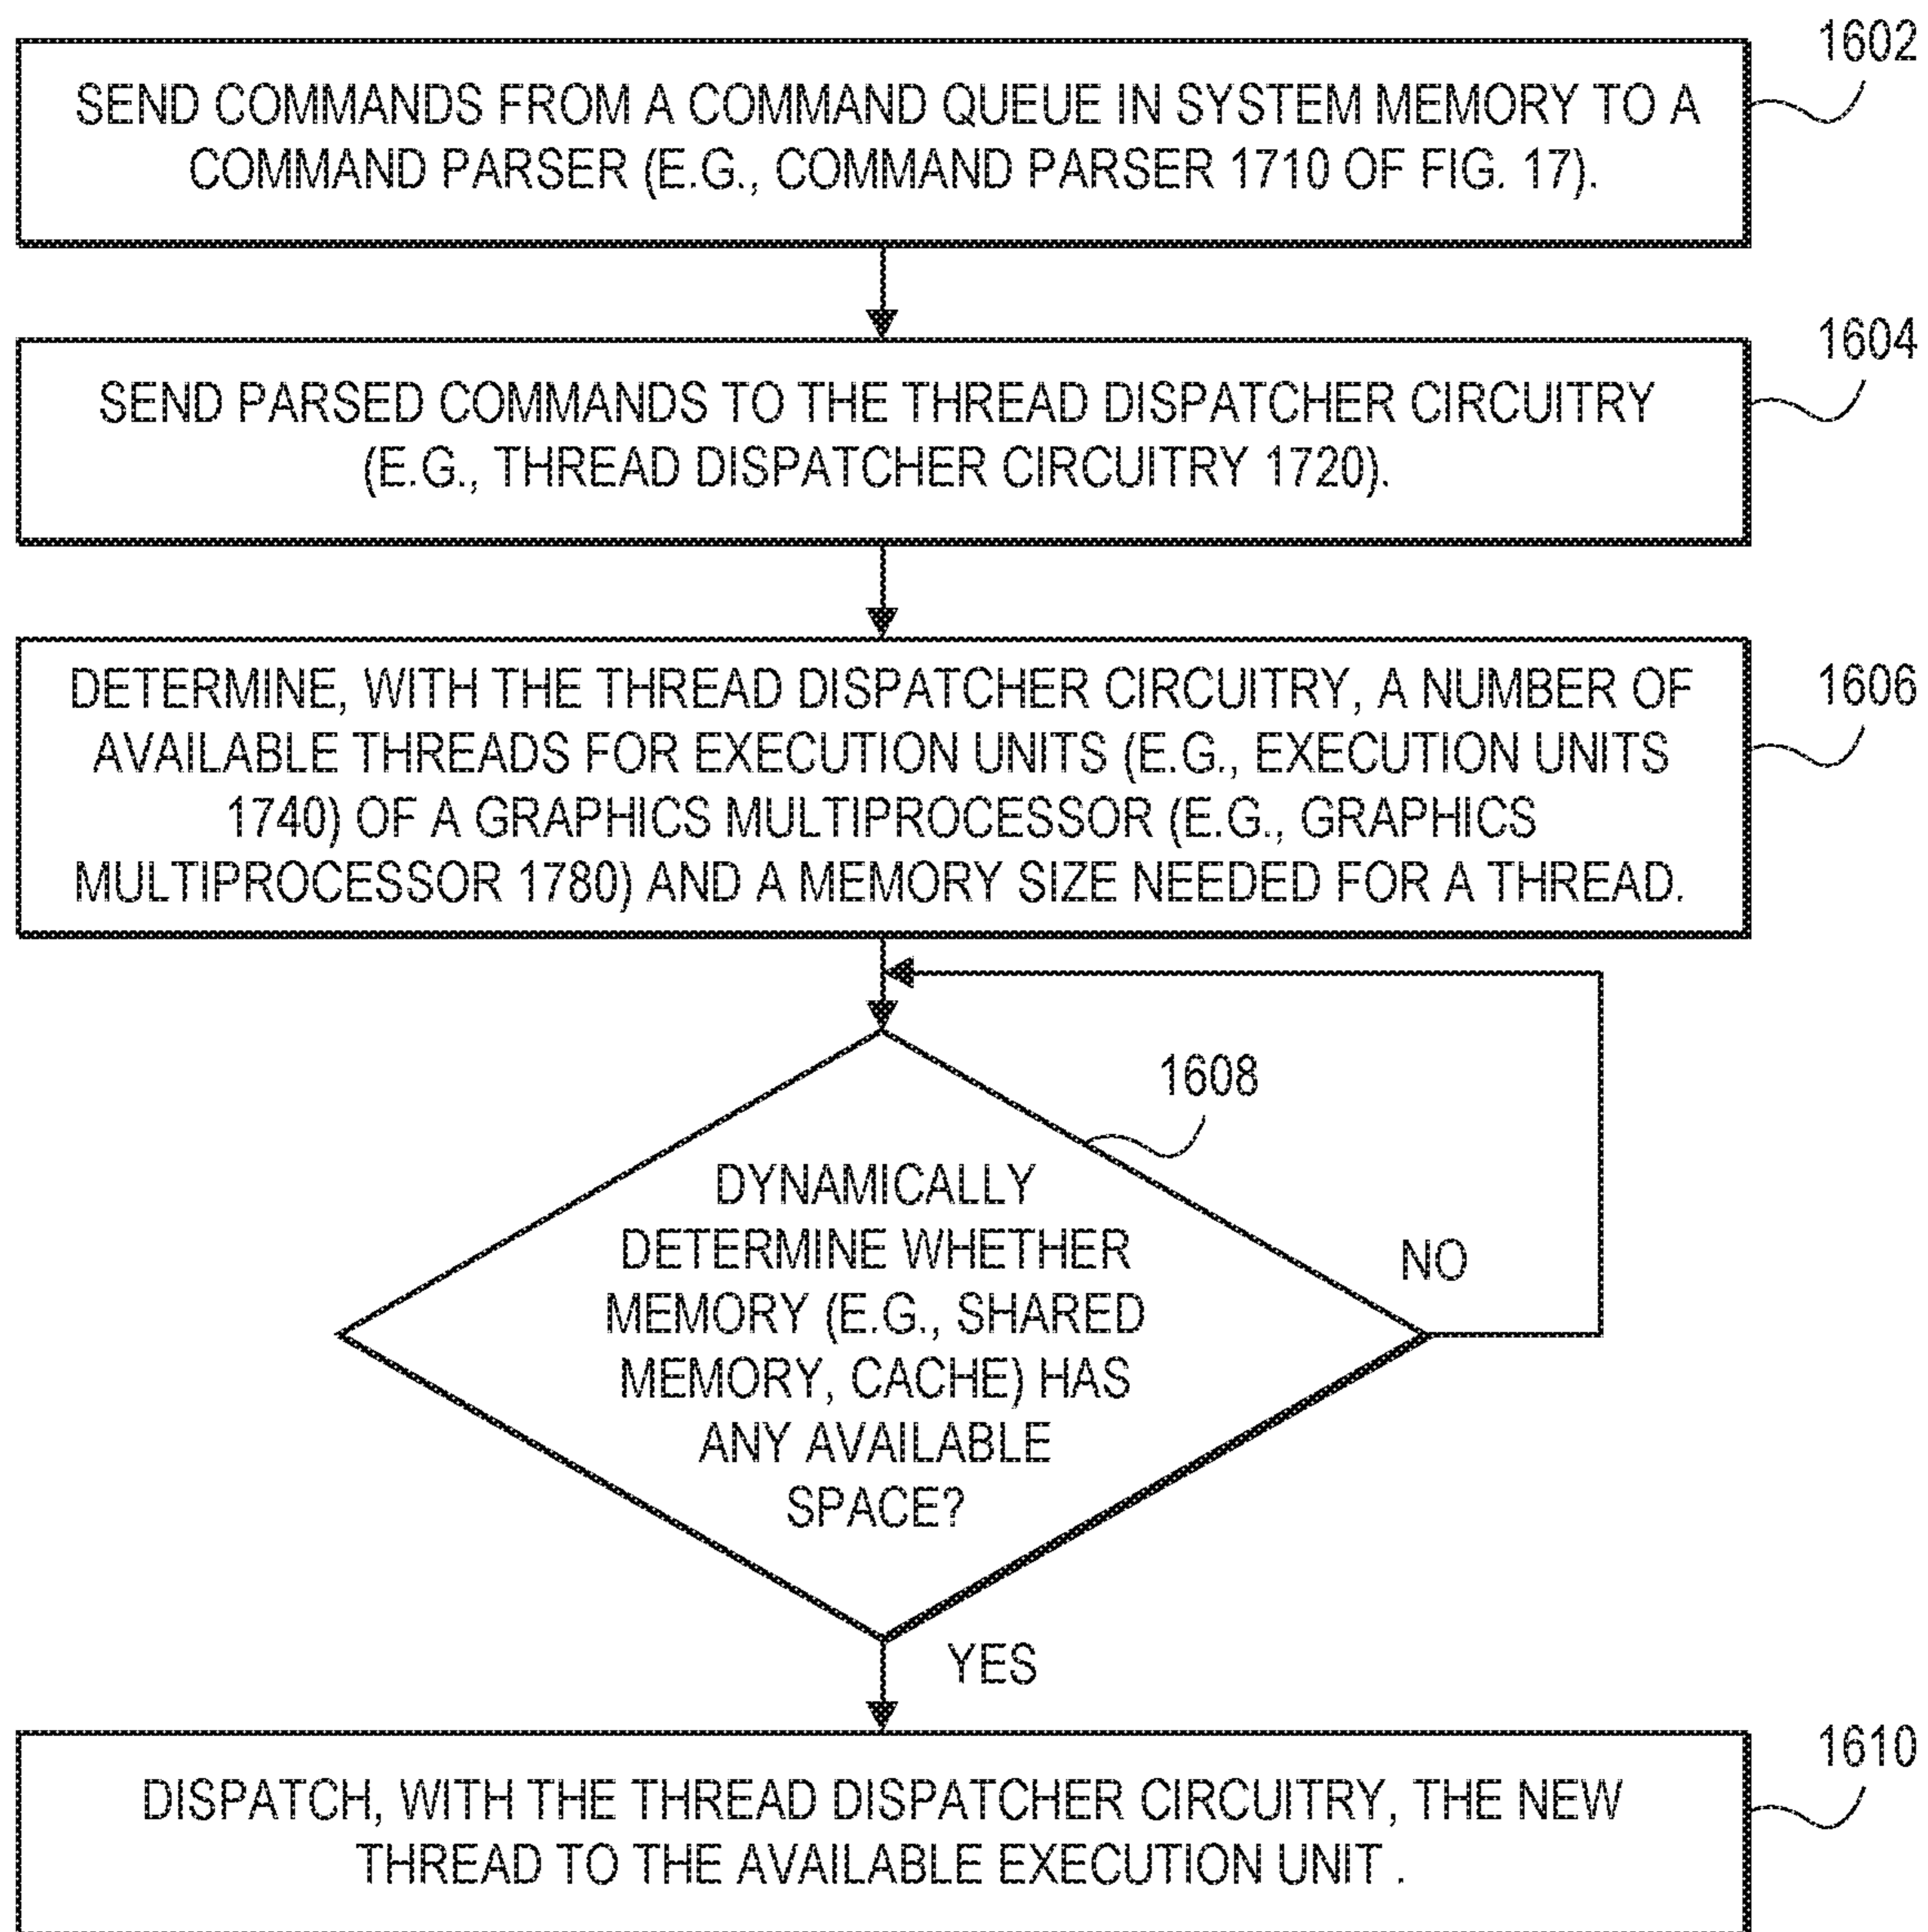 1602
SEND COMMANDS FROM A COMMAND QUEUE IN SYSTEM MEMORY TO A
COMMAND PARSER (E.G., COMMAND PARSER 1710 OF FIG. 17).
1604
SEND PARSED COMMANDS TO THE THREAD DISPATCHER CIRCUITRY
(E.G., THREAD DISPATCHER CIRCUITRY 1720).
1606
DETERMINE, WITH THE THREAD DISPATCHER CIRCUITRY, A NUMBER OF
AVAILABLE THREADS FOR EXECUTION UNITS (E.G., EXECUTION UNITS
1740) OF A GRAPHICS MULTIPROCESSOR (E.G., GRAPHICS
MULTIPROCESSOR 1780) AND A MEMORY SIZE NEEDED FOR A THREAD.
1608
DYNAMICALLY
DETERMINE WHETHER
MEMORY (E.G., SHARED
MEMORY, CACHE) HAS
ANY AVAILABLE
SPACE?
NO
YES
1610
DISPATCH, WITH THE THREAD DISPATCHER CIRCUITRY, THE NEW
THREAD TO THE AVAILABLE EXECUTION UNIT .